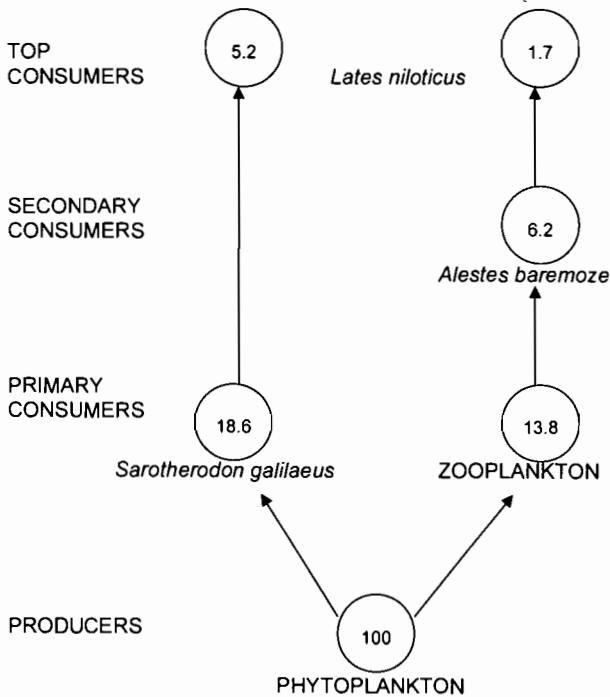 TOP
CONSUMERS
5.2
Lates niloticus
1.7
SECONDARY
CONSUMERS
6.2
Alestes baremoze
PRIMARY
CONSUMERS
18.6
13.8
Sarotherodon galilaeus
ZOOPLANKTON
PRODUCERS
100
PHYTOPLANKTON